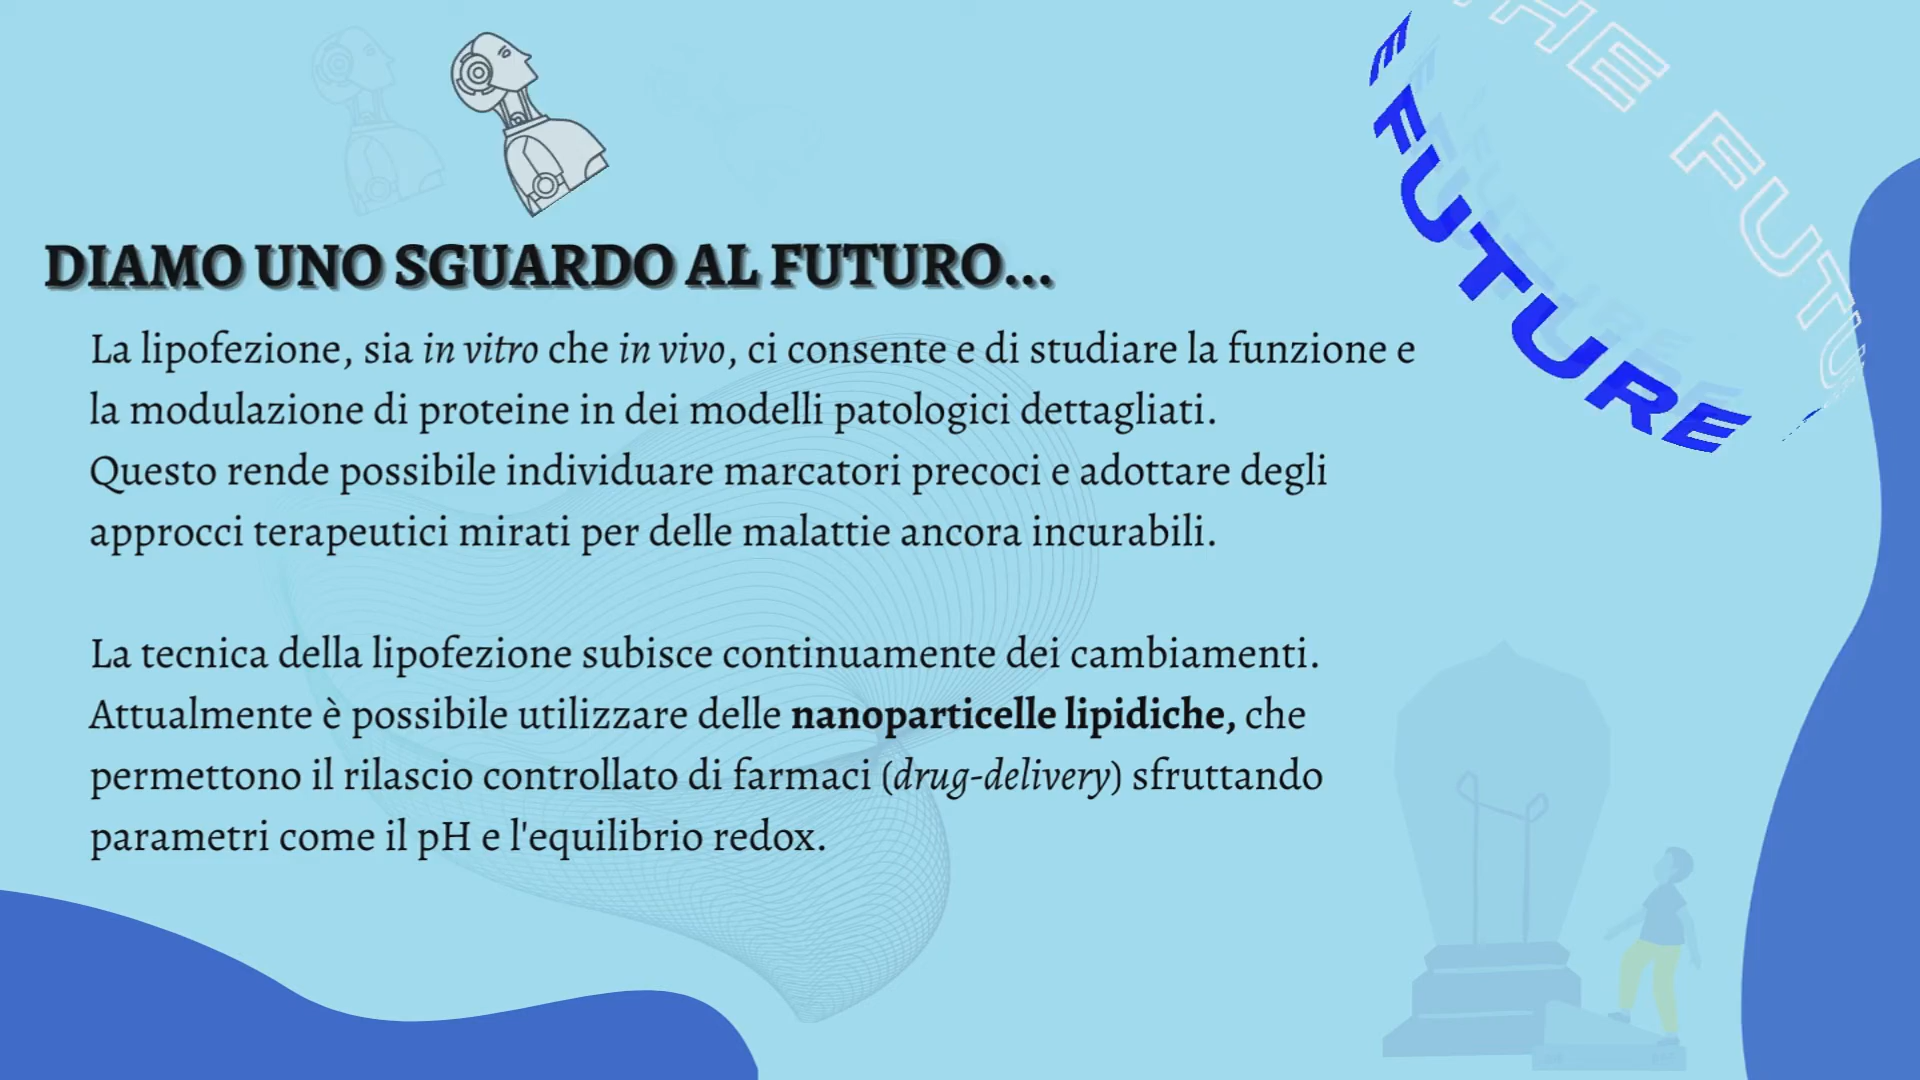 THE FUTU
E FUTURE
DIAMO UNO SGUARDO AL FUTURO...
La lipofezione, sia in vitro che in vivo, ci consente e di studiare la funzione e
la modulazione di proteine in dei modelli patologici dettagliati.
Questo rende possibile individuare marcatori precoci e adottare degli
approcci terapeutici mirati per delle malattie ancora incurabili.
La tecnica della lipofezione subisce continuamente dei cambiamenti.
Attualmente è possibile utilizzare delle nanoparticelle lipidiche, che
permettono il rilascio controllato di farmaci (drug-delivery) sfruttando
parametri come il pH e l'equilibrio redox.